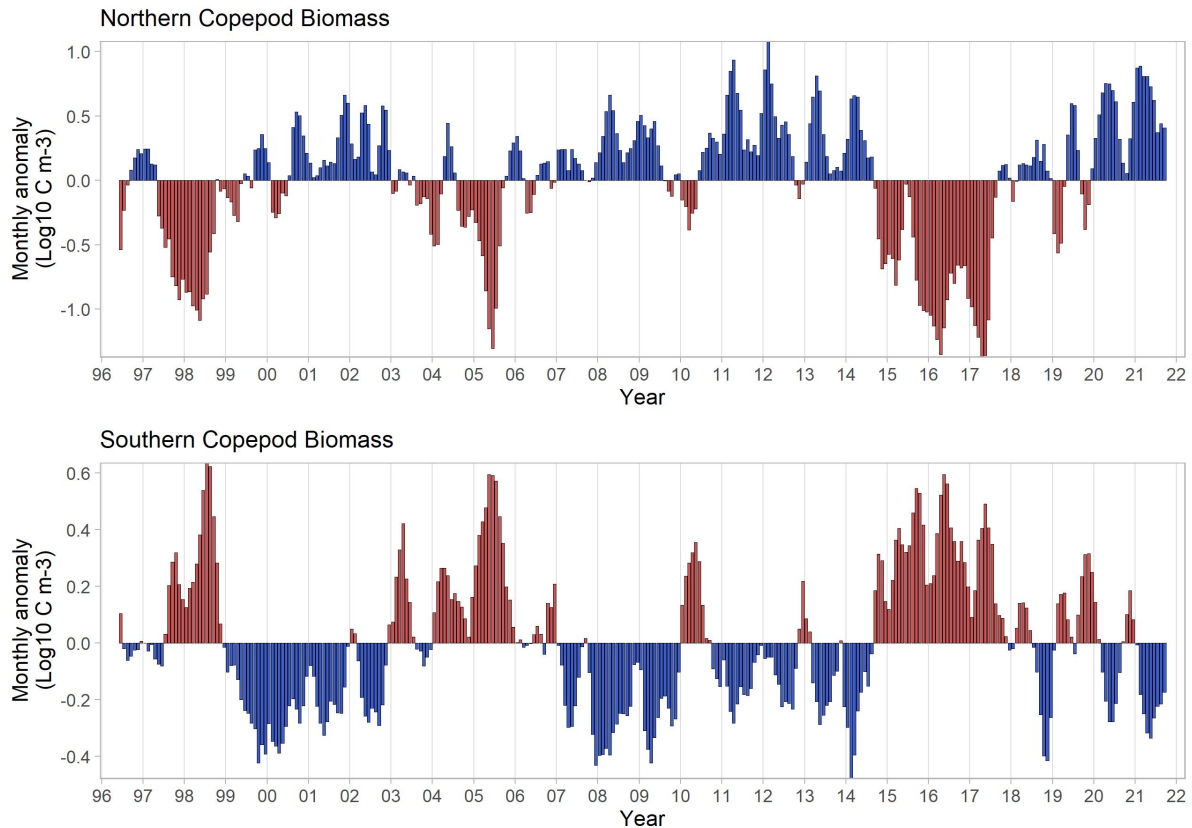 Northern Copepod Biomass
Monthly anomaly
(Log10 C m-3)
1.0
0.5
0.0
-0.5
-1.0
96 97 98 99 00 01 02 03 04 05 06 07 08 09 10 11 12 13 14 15 16 17 18 19 20 21 22
Year
Southern Copepod Biomass
Monthly anomaly
(Log10 C m-3)
0.6
0.4
0.2
0.0
-0.2
-0.4
96 97 98 99 00 01 02 03 04 05 06 07 08 09 10 11 12 13 14 15 16 17 18 19 20 21 22
Year